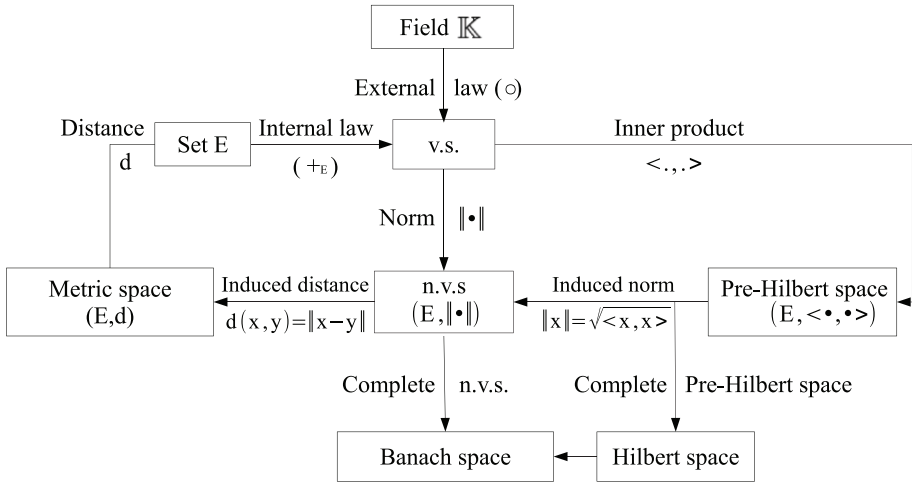 Field 𝕂
External law (○)
Distance
d
Set E
Internal law
(+E)
v.s.
Inner product
<.,.>
Norm ‖•‖
Metric space
(E,d)
Induced distance
d(x,y)=‖x−y‖
n.v.s
(E,‖•‖)
Induced norm
‖x‖=√<x,x>
Pre-Hilbert space
(E,<•,•>)
Complete n.v.s.
Complete Pre-Hilbert space
Banach space
Hilbert space